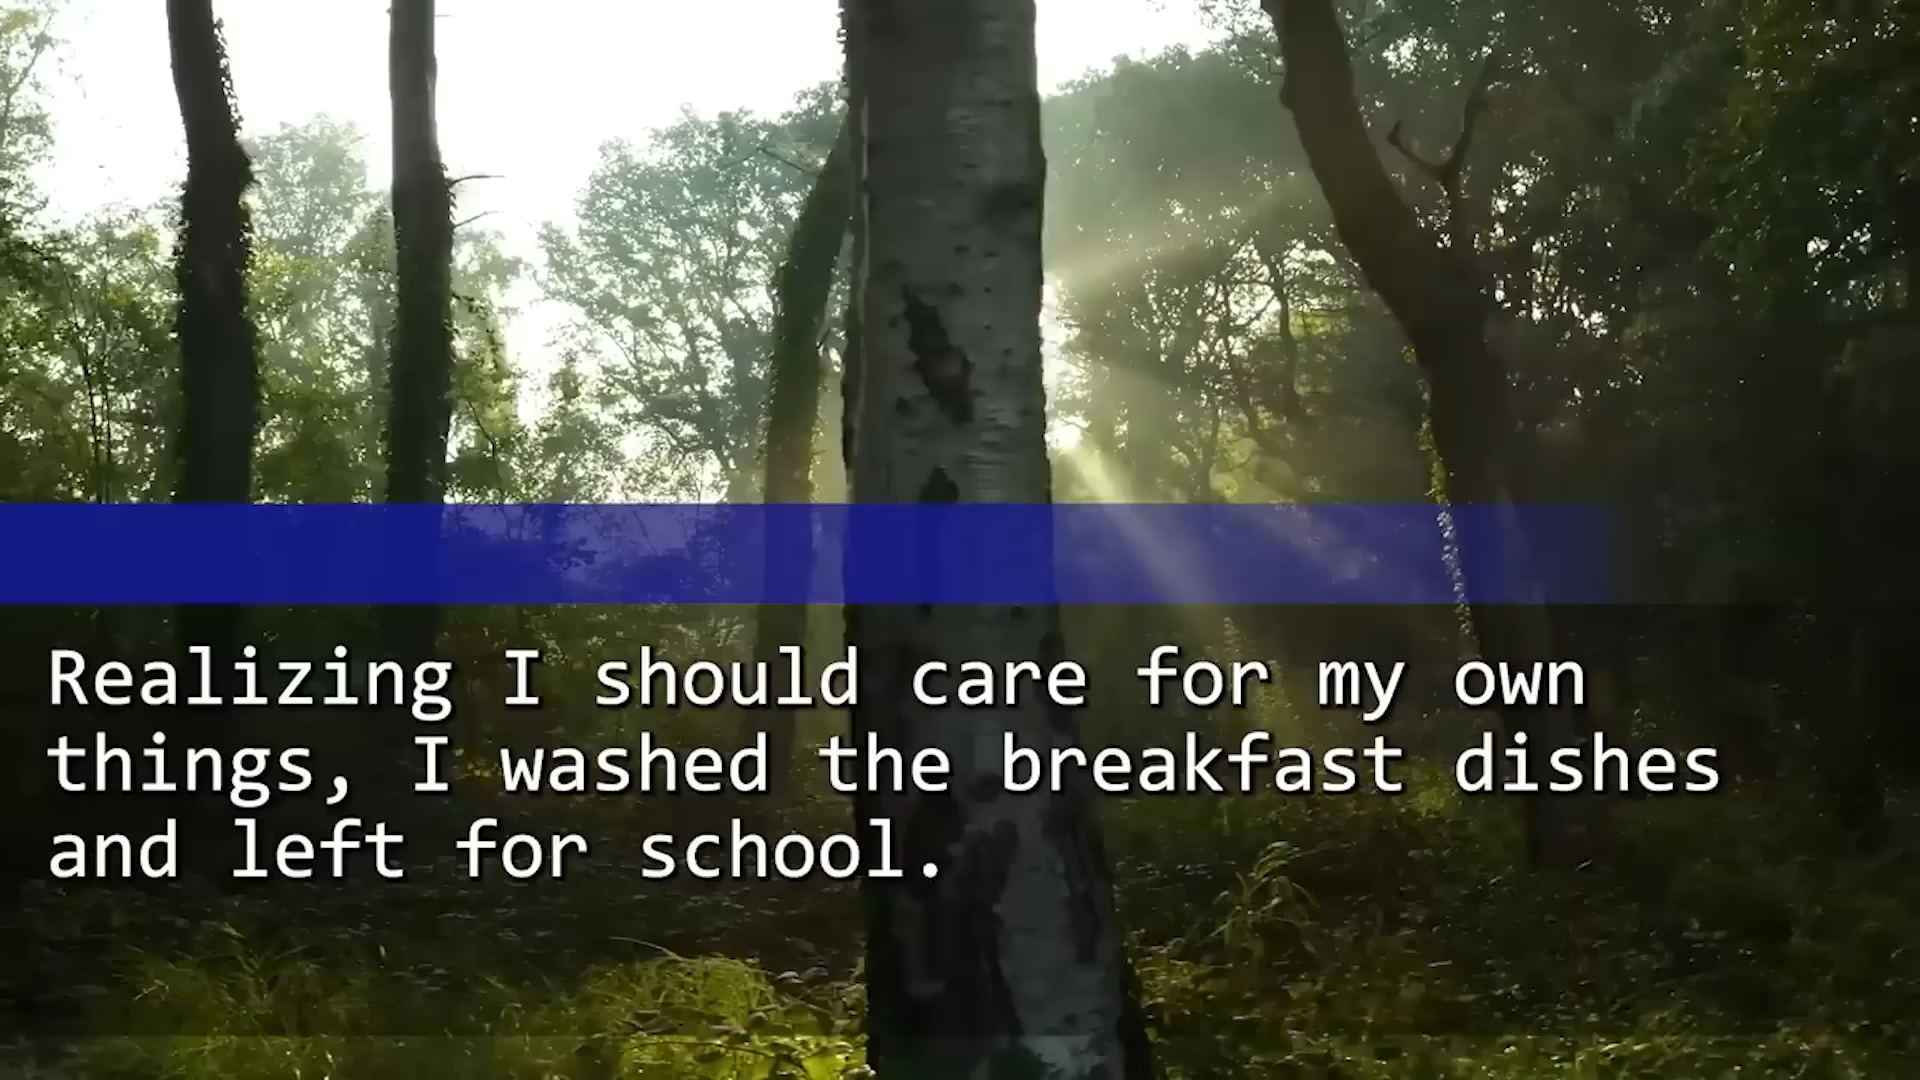 Realizing I should care for my own
things, I washed the breakfast dishes
and left for school.